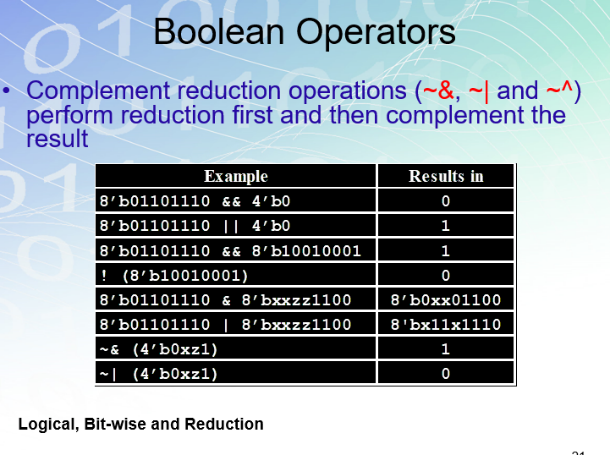 Boolean Operators
• Complement reduction operations (~&, ~| and ~^)
perform reduction first and then complement the
result
Example Results in
8’b01101110 && 4’b0 0
8’b01101110 || 4’b0 1
8’b01101110 && 8’b10010001 1
! (8’b10010001) 0
8’b01101110 & 8’bxxzz1100 8’b0xx01100
8’b01101110 | 8’bxxzz1100 8'bx11x1110
~& (4’b0xz1) 1
~| (4’b0xz1) 0
Logical, Bit-wise and Reduction